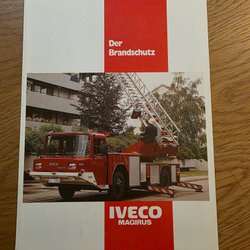 Der
Brandschutz
IVECO
MAGIRUS